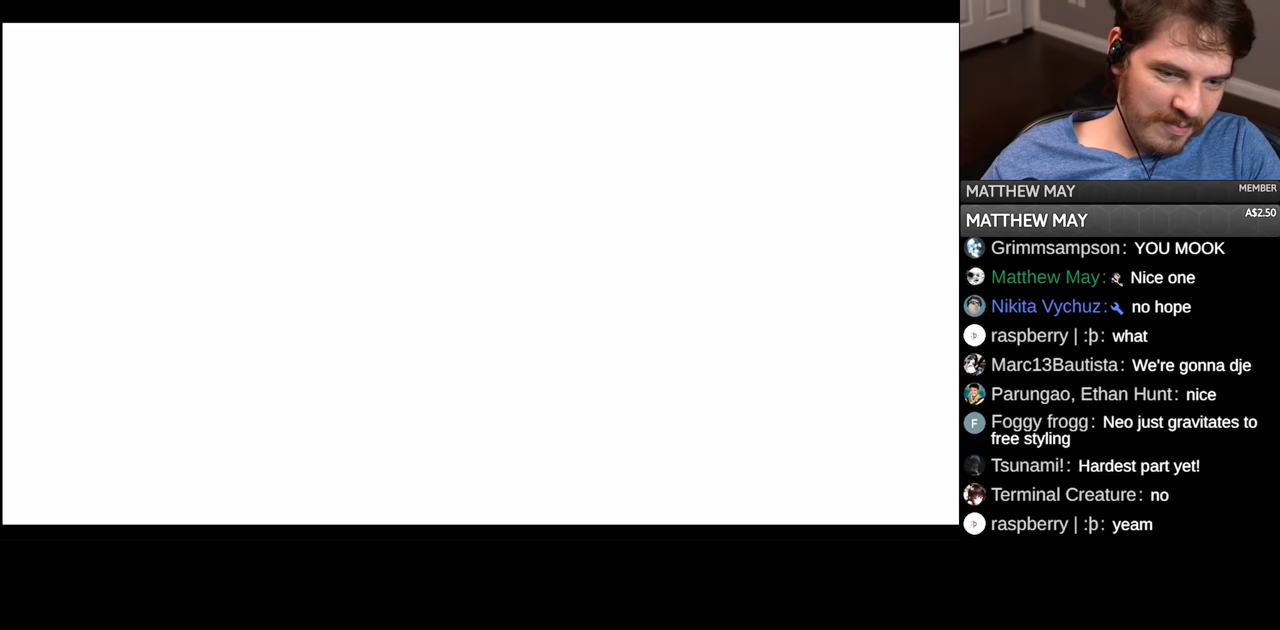 MATTHEW MAY MEMBER
MATTHEW MAY A$2.50
Grimmsampson: YOU MOOK
Matthew May: Nice one
Nikita Vychuz: no hope
raspberry | :þ: what
Marc13Bautista: We're gonna dje
Parungao, Ethan Hunt: nice
F Foggy frogg: Neo just gravitates to
free styling
Tsunami!: Hardest part yet!
Terminal Creature: no
raspberry | :þ: yeam